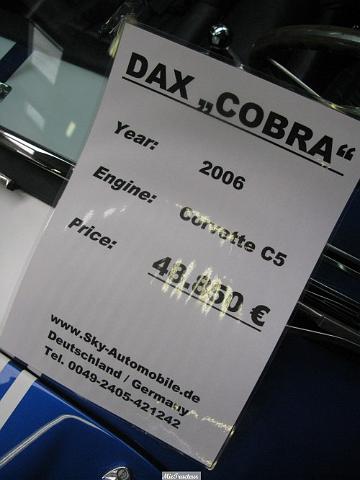 DAX „COBRA“
Year: 2006
Engine: Corvette C5
Price: 48.850 €
www.Sky-Automobile.de
Deutschland / Germany
Tel. 0049-2405-421242